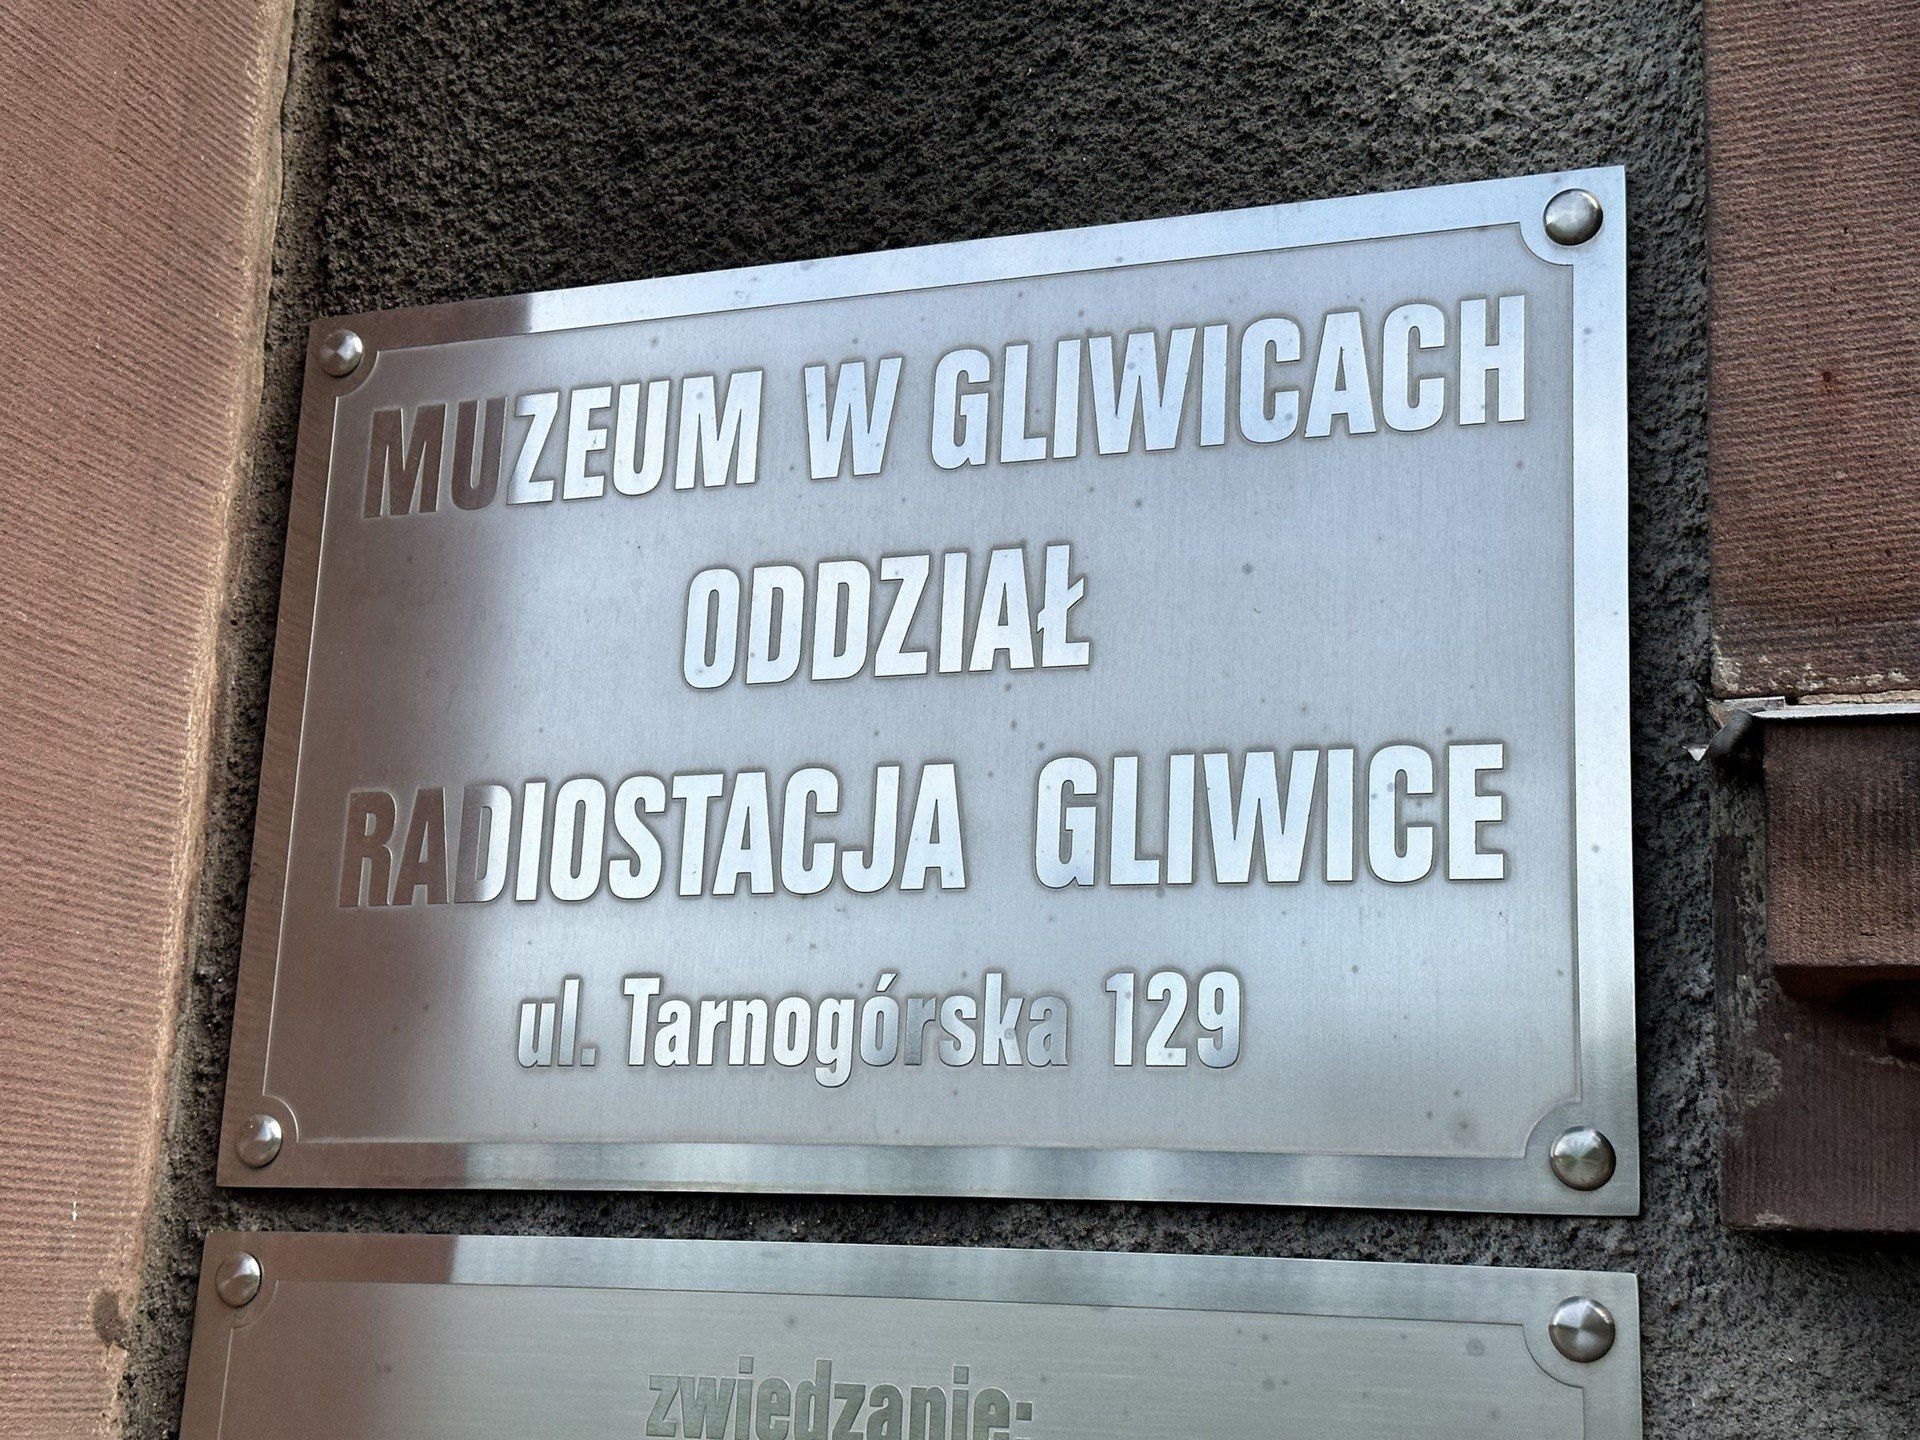 MUZEUM W GLIWICACH
ODDZIAŁ
RADIOSTACJA GLIWICE
ul. Tarnogórska 129
zwiedzanie: